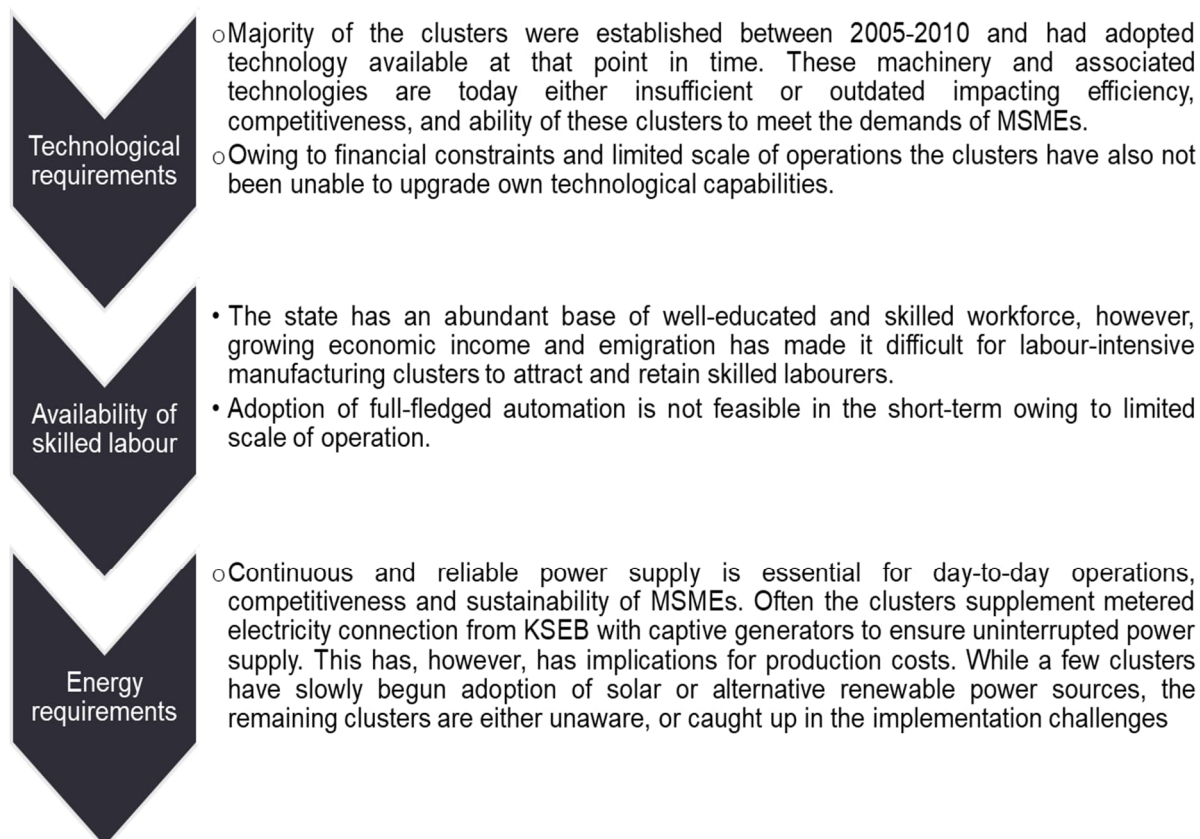 Technological
requirements
○Majority of the clusters were established between 2005-2010 and had adopted
technology available at that point in time. These machinery and associated
technologies are today either insufficient or outdated impacting efficiency,
competitiveness, and ability of these clusters to meet the demands of MSMEs.
○Owing to financial constraints and limited scale of operations the clusters have also not
been unable to upgrade own technological capabilities.
Availability of
skilled labour
• The state has an abundant base of well-educated and skilled workforce, however,
growing economic income and emigration has made it difficult for labour-intensive
manufacturing clusters to attract and retain skilled labourers.
• Adoption of full-fledged automation is not feasible in the short-term owing to limited
scale of operation.
Energy
requirements
○Continuous and reliable power supply is essential for day-to-day operations,
competitiveness and sustainability of MSMEs. Often the clusters supplement metered
electricity connection from KSEB with captive generators to ensure uninterrupted power
supply. This has, however, has implications for production costs. While a few clusters
have slowly begun adoption of solar or alternative renewable power sources, the
remaining clusters are either unaware, or caught up in the implementation challenges